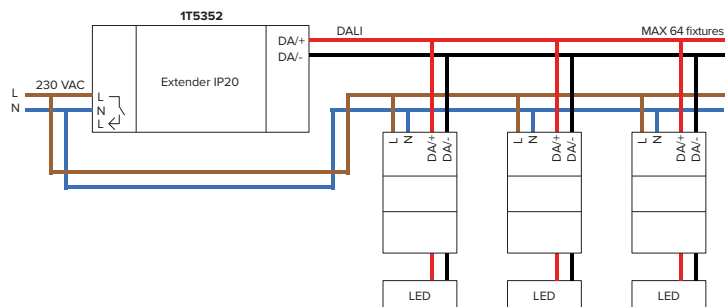 1T5352
DA/+
DALI
MAX 64 fixtures
DA/-
L
230 VAC
L
Extender IP20
N
N
L
L
N
DA/+
DA/-
L
N
DA/+
DA/-
L
N
DA/+
DA/-
LED
LED
LED